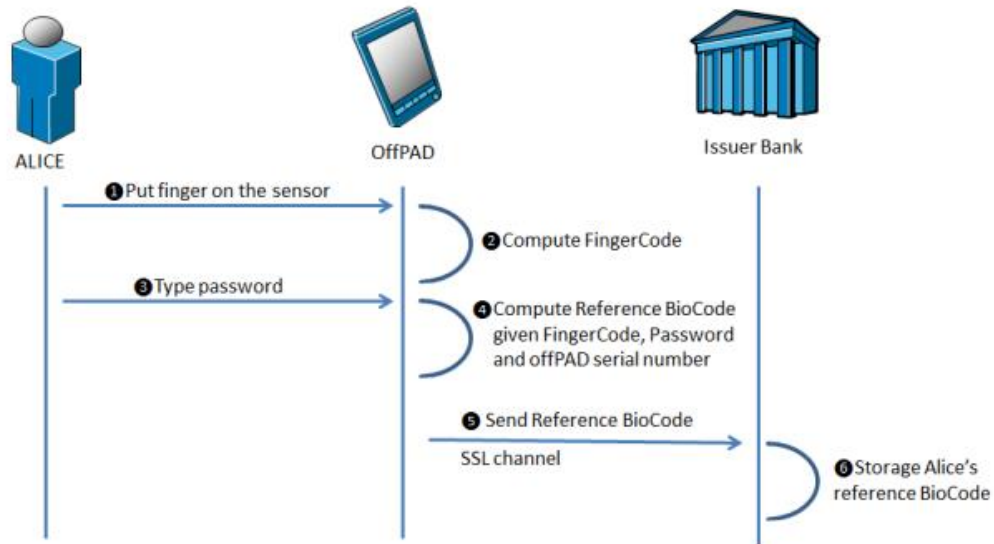 ALICE
OffPAD
Issuer Bank
❶Put finger on the sensor
❷Compute FingerCode
❸Type password
❹Compute Reference BioCode
given FingerCode, Password
and offPAD serial number
❺ Send Reference BioCode
SSL channel
❻Storage Alice's
reference BioCode